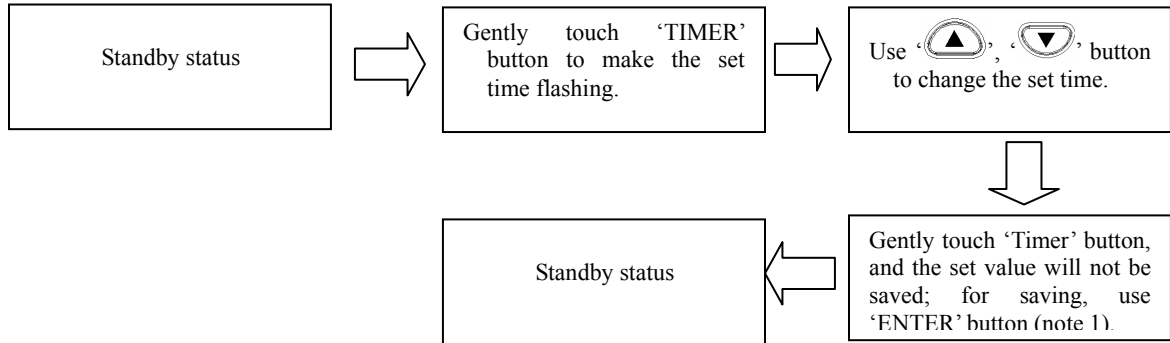 Standby status
Gently touch ‘TIMER’
button to make the set
time flashing.
Use ‘▲’, ‘▼’ button
to change the set time.
Standby status
Gently touch ‘Timer’ button,
and the set value will not be
saved; for saving, use
‘ENTER’ button (note 1).